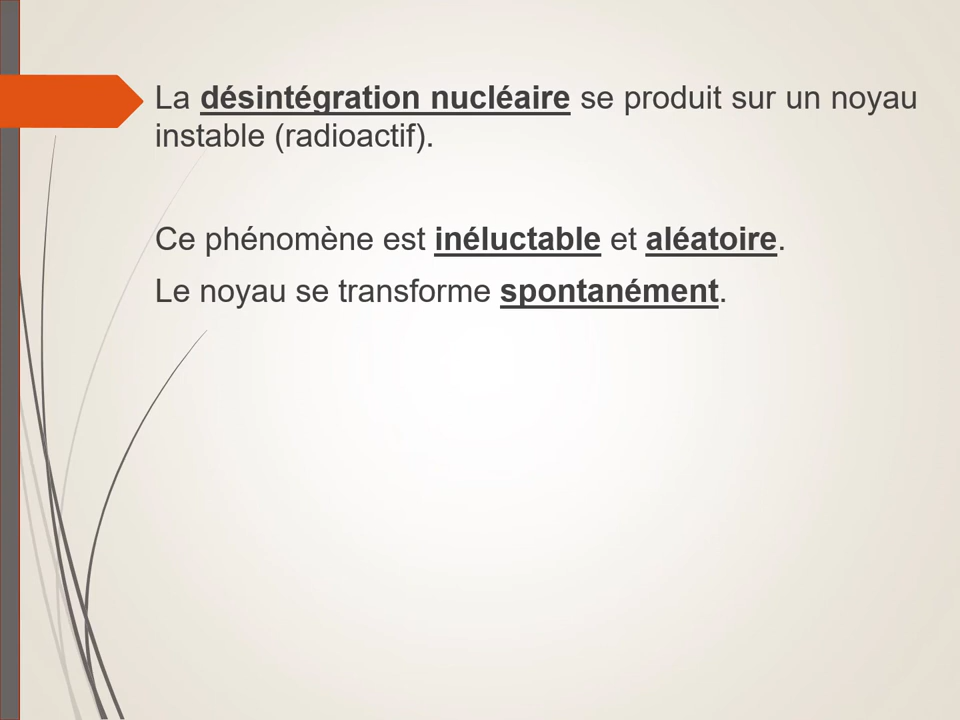 La désintégration nucléaire se produit sur un noyau
instable (radioactif).
Ce phénomène est inéluctable et aléatoire.
Le noyau se transforme spontanément.